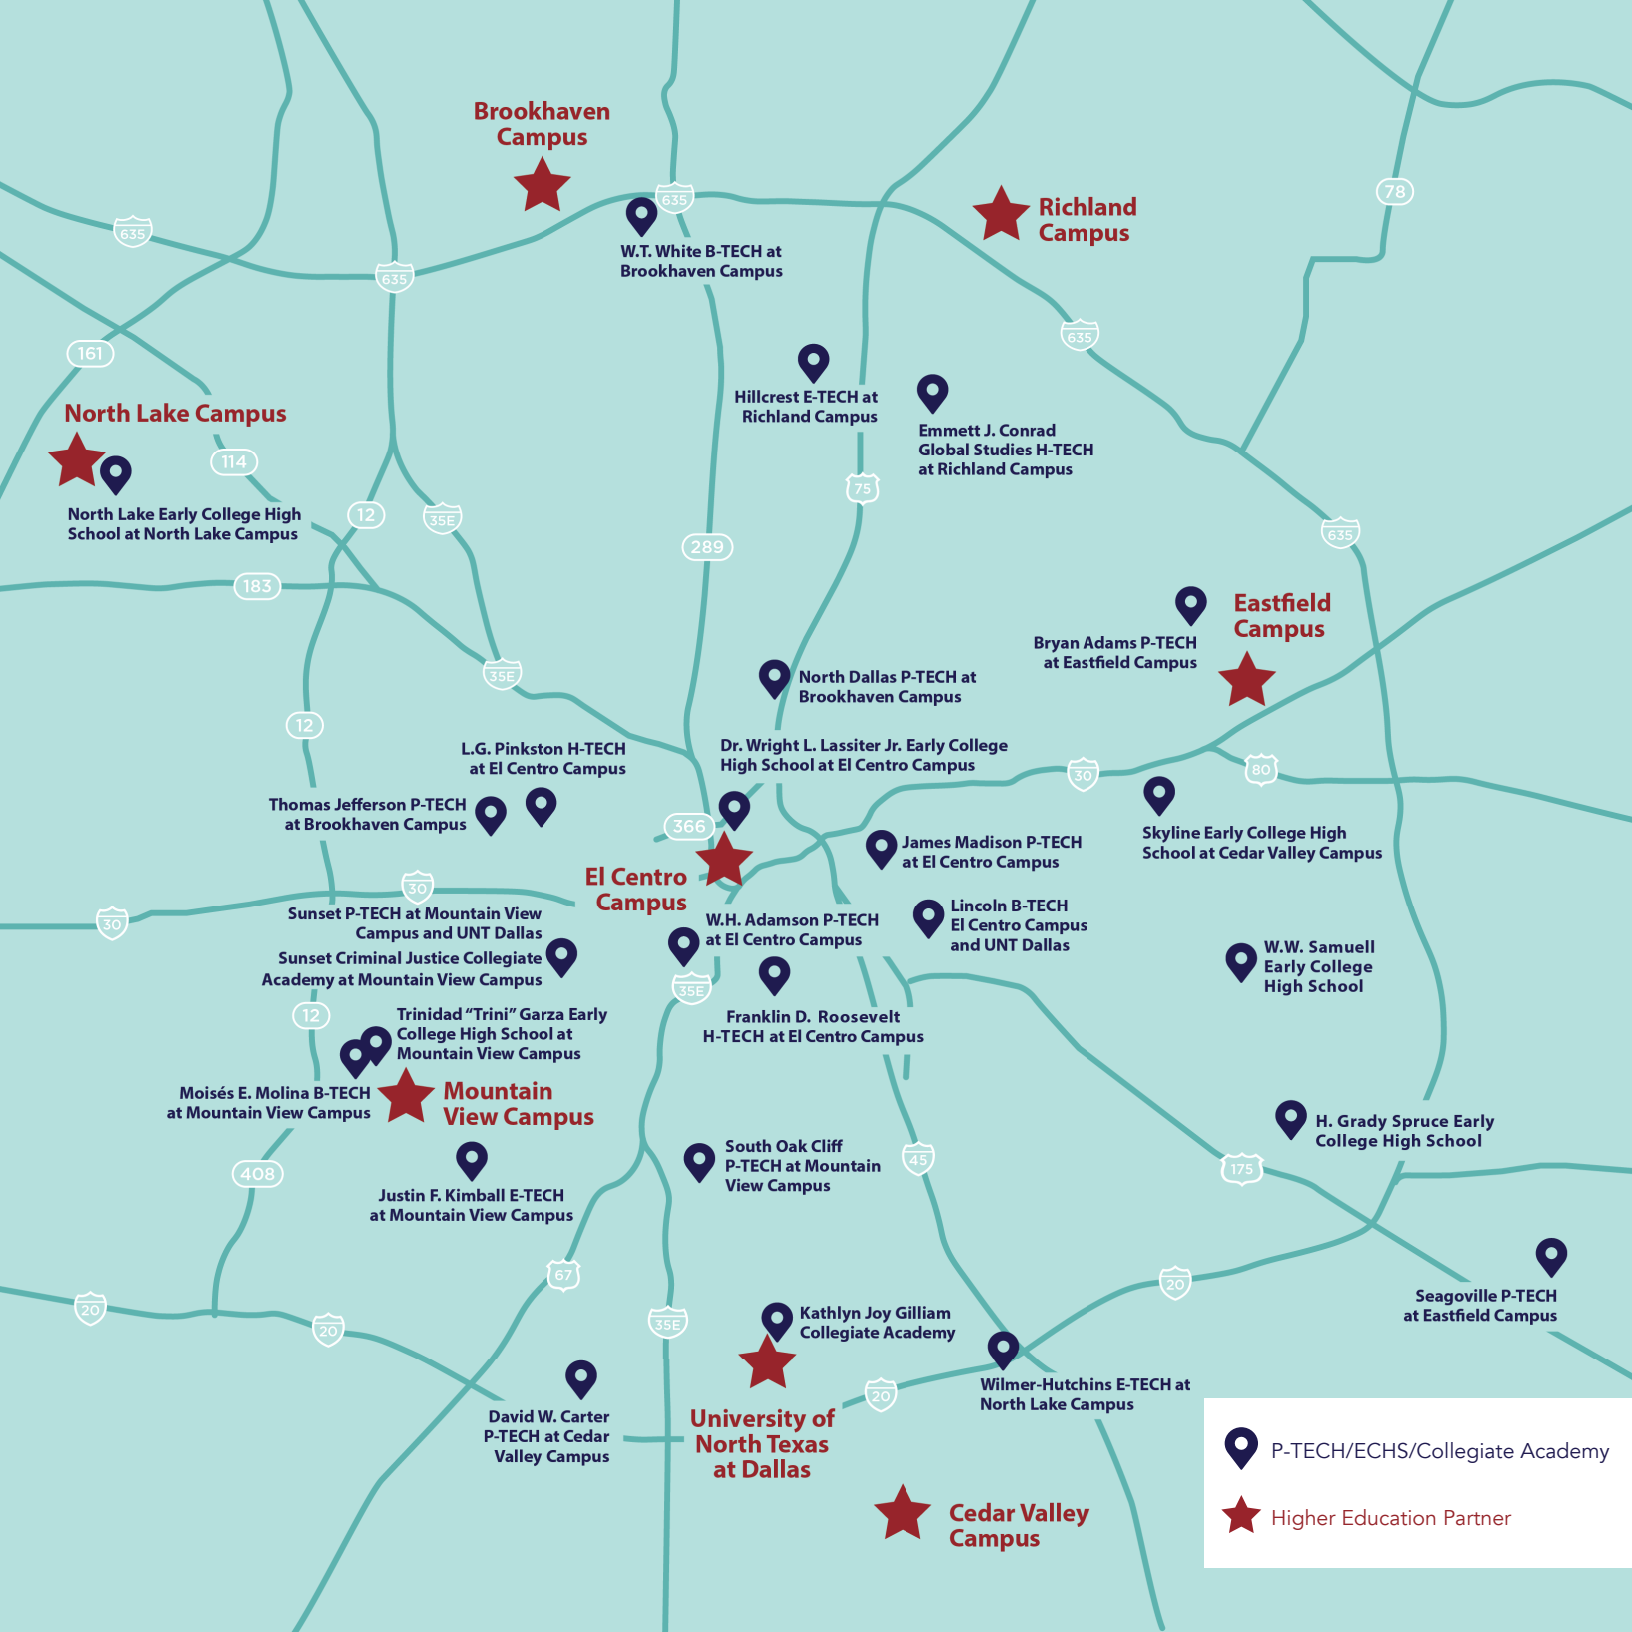 Brookhaven
Campus
635
Richland
Campus
78
635
W.T. White B-TECH at
Brookhaven Campus
635
635
161
Hillcrest E-TECH at
Richland Campus
North Lake Campus
Emmett J. Conrad
Global Studies H-TECH
at Richland Campus
114
75
North Lake Early College High
School at North Lake Campus
12
35E
635
289
183
Eastfield
Campus
Bryan Adams P-TECH
at Eastfield Campus
35E
North Dallas P-TECH at
Brookhaven Campus
12
L.G. Pinkston H-TECH
at El Centro Campus
Dr. Wright L. Lassiter Jr. Early College
High School at El Centro Campus
30
80
Thomas Jefferson P-TECH
at Brookhaven Campus
366
Skyline Early College High
School at Cedar Valley Campus
James Madison P-TECH
at El Centro Campus
El Centro
Campus
30
30
Sunset P-TECH at Mountain View
Campus and UNT Dallas
W.H. Adamson P-TECH
at El Centro Campus
Lincoln B-TECH
El Centro Campus
and UNT Dallas
Sunset Criminal Justice Collegiate
Academy at Mountain View Campus
W.W. Samuell
Early College
High School
35E
12
Trinidad “Trini” Garza Early
College High School at
Mountain View Campus
Franklin D. Roosevelt
H-TECH at El Centro Campus
Moisés E. Molina B-TECH
at Mountain View Campus
Mountain
View Campus
H. Grady Spruce Early
College High School
South Oak Cliff
P-TECH at Mountain
View Campus
45
175
408
Justin F. Kimball E-TECH
at Mountain View Campus
67
20
20
20
35E
Seagoville P-TECH
at Eastfield Campus
Kathlyn Joy Gilliam
Collegiate Academy
Wilmer-Hutchins E-TECH at
North Lake Campus
20
David W. Carter
P-TECH at Cedar
Valley Campus
University of
North Texas
at Dallas
Cedar Valley
Campus
P-TECH/ECHS/Collegiate Academy
Higher Education Partner